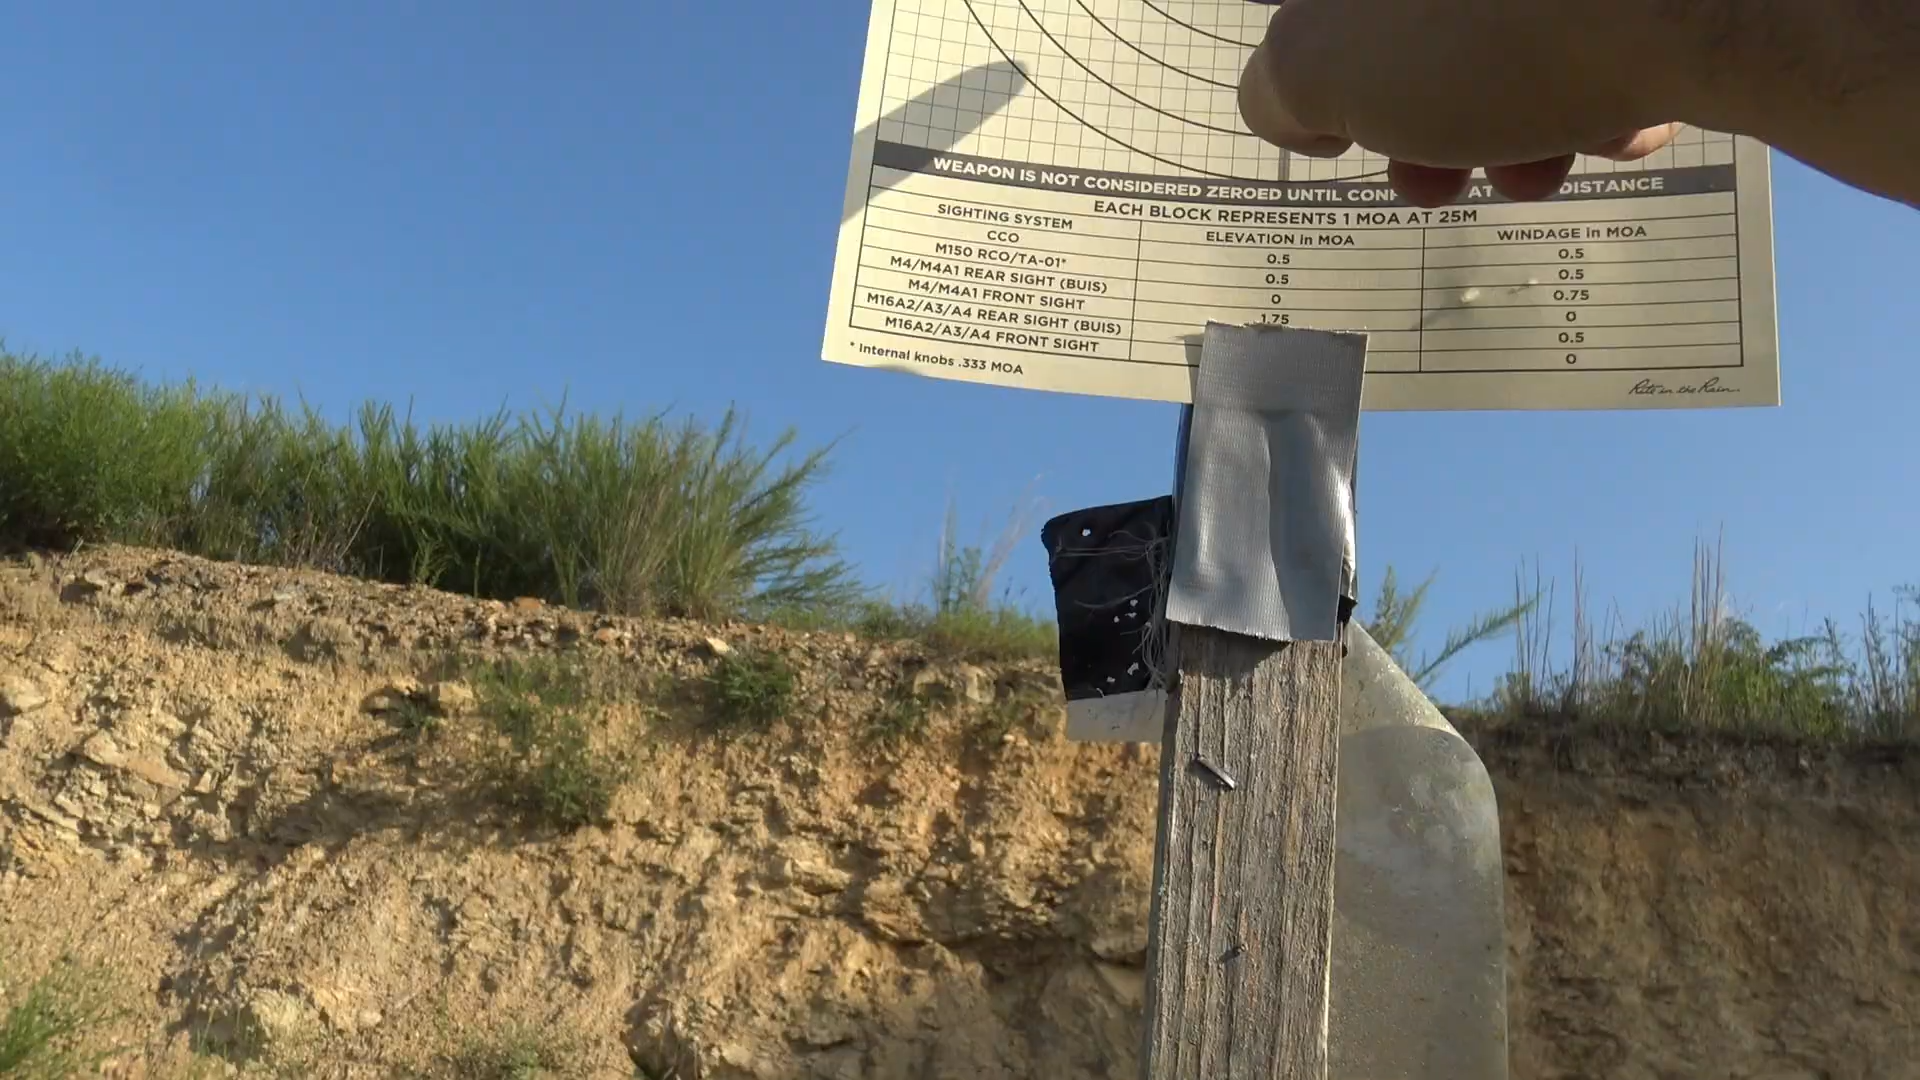 WEAPON IS NOT CONSIDERED ZEROED UNTIL CONF AT DISTANCE
EACH BLOCK REPRESENTS 1 MOA AT 25M
SIGHTING SYSTEM ELEVATION in MOA WINDAGE in MOA
CCO 0.5 0.5
M150 RCO/TA-01* 0.5 0.5
M4/M4A1 REAR SIGHT (BUIS) 0 0.75
M4/M4A1 FRONT SIGHT 1.75 0
M16A2/A3/A4 REAR SIGHT (BUIS) 0.5
M16A2/A3/A4 FRONT SIGHT 0
* Internal knobs .333 MOA
Rite in the Rain